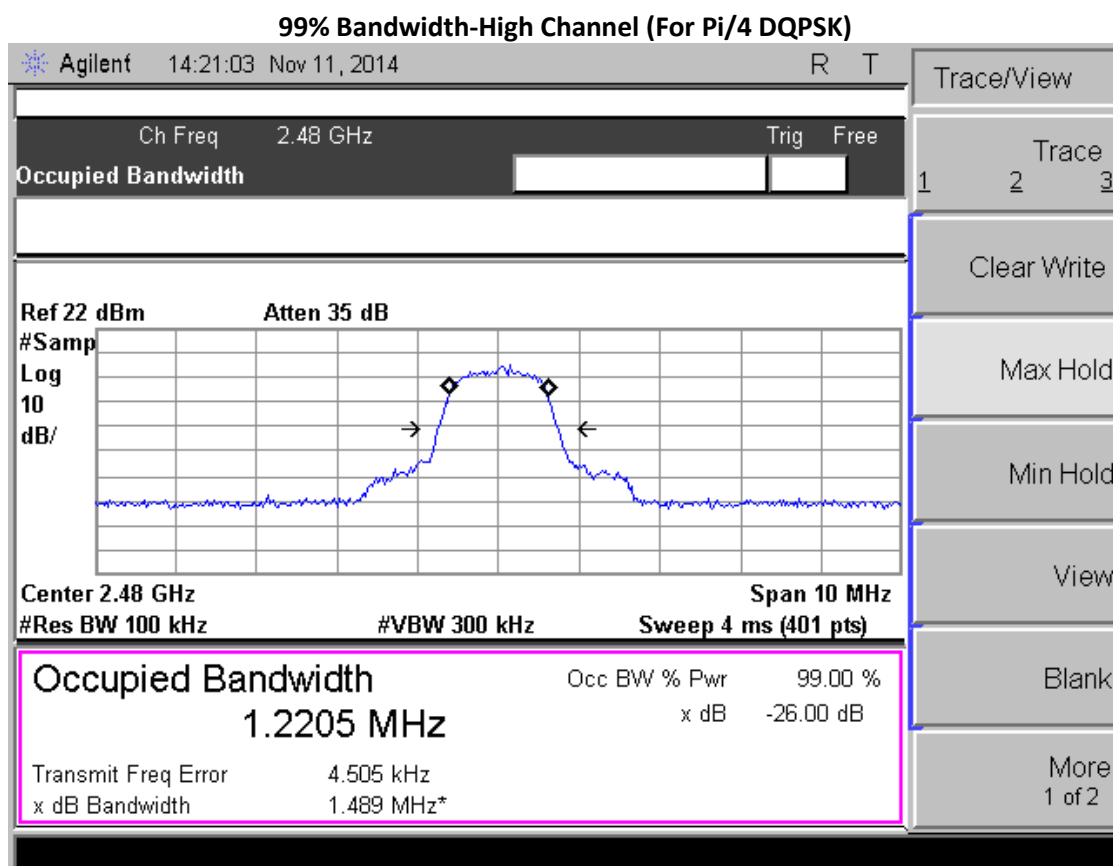 99% Bandwidth-High Channel (For Pi/4 DQPSK)
Agilent 14:21:03 Nov 11, 2014 R T
Trace/View
Ch Freq 2.48 GHz Trig Free
Occupied Bandwidth
Trace
1 2 3
Clear Write
Ref 22 dBm Atten 35 dB
#Samp
Log
10
dB/
Max Hold
Min Hold
View
Center 2.48 GHz Span 10 MHz
#Res BW 100 kHz #VBW 300 kHz Sweep 4 ms (401 pts)
Occupied Bandwidth Occ BW % Pwr 99.00 %
1.2205 MHz x dB -26.00 dB
Blank
Transmit Freq Error 4.505 kHz
x dB Bandwidth 1.489 MHz*
More
1 of 2